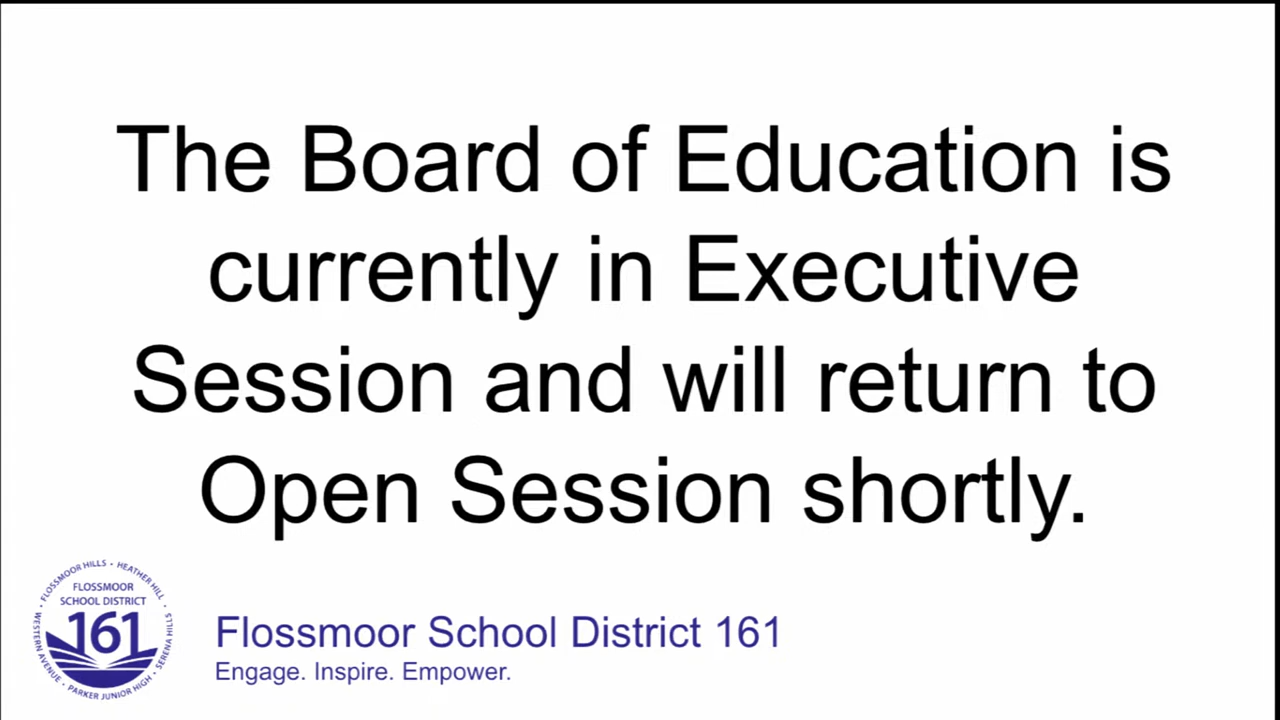 The Board of Education is
currently in Executive
Session and will return to
Open Session shortly.
FLOSSMOOR HILLS • HEATHER HILL • SERENA HILLS • PARKER JUNIOR HIGH • WESTERN AVENUE •
FLOSSMOOR
SCHOOL DISTRICT
161
Flossmoor School District 161
Engage. Inspire. Empower.